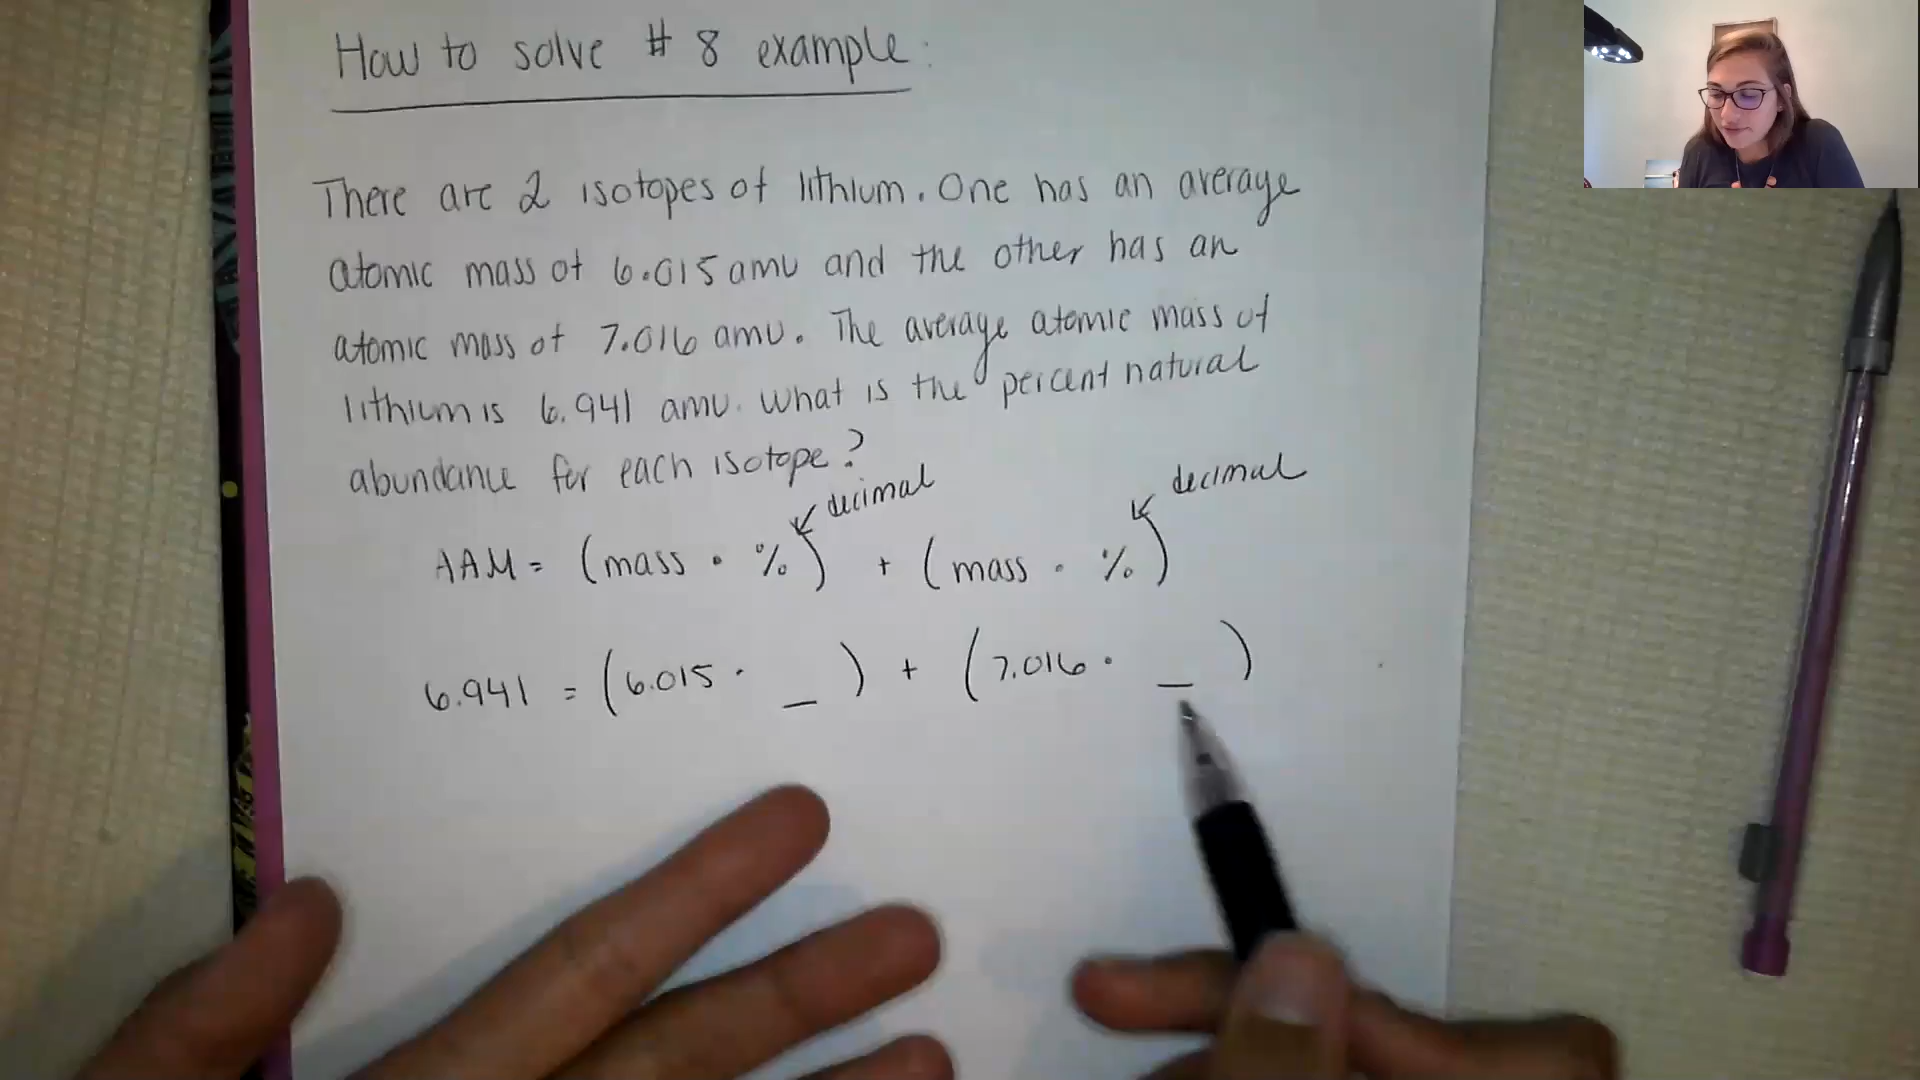 How to solve # 8 example:
There are 2 isotopes of lithium. One has an average
atomic mass of 6.015 amu and the other has an
atomic mass of 7.016 amu. The average atomic mass of
lithium is 6.941 amu. What is the percent natural
abundance for each isotope?
decimal
decimal
AAM = (mass · %) + (mass · %)
6.941 = (6.015 · _ ) + (7.016 · _ )